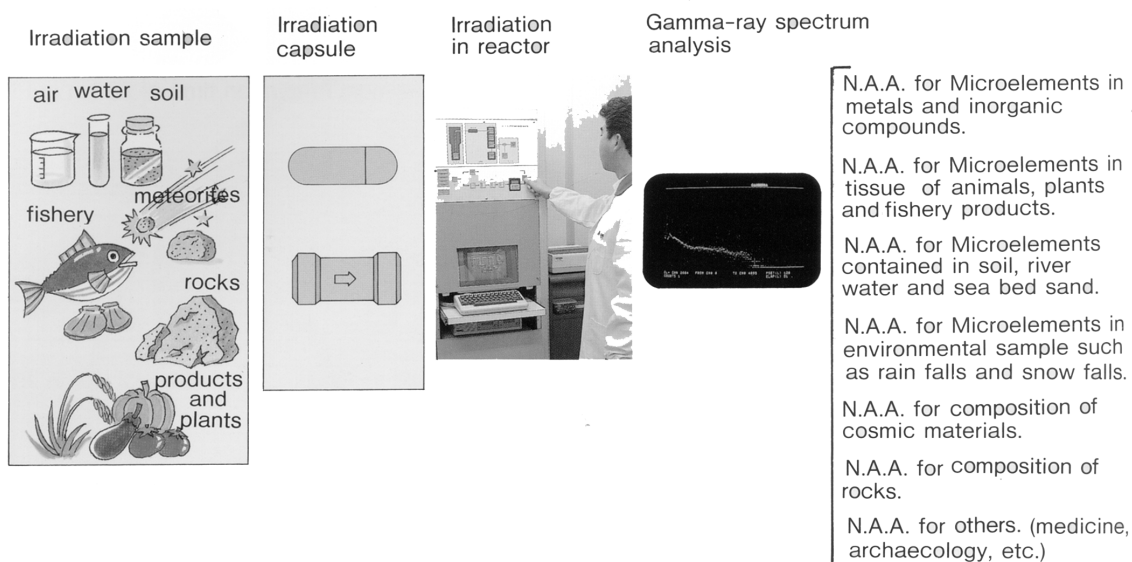 Irradiation sample
Irradiation
capsule
Irradiation
in reactor
Gamma-ray spectrum
analysis
air water soil
meteorites
fishery
rocks
products
and
plants
N.A.A. for Microelements in
metals and inorganic
compounds.
N.A.A. for Microelements in
tissue of animals, plants
and fishery products.
N.A.A. for Microelements
contained in soil, river
water and sea bed sand.
N.A.A. for Microelements in
environmental sample such
as rain falls and snow falls.
N.A.A. for composition of
cosmic materials.
N.A.A. for composition of
rocks.
N.A.A. for others. (medicine,
archaeology, etc.)